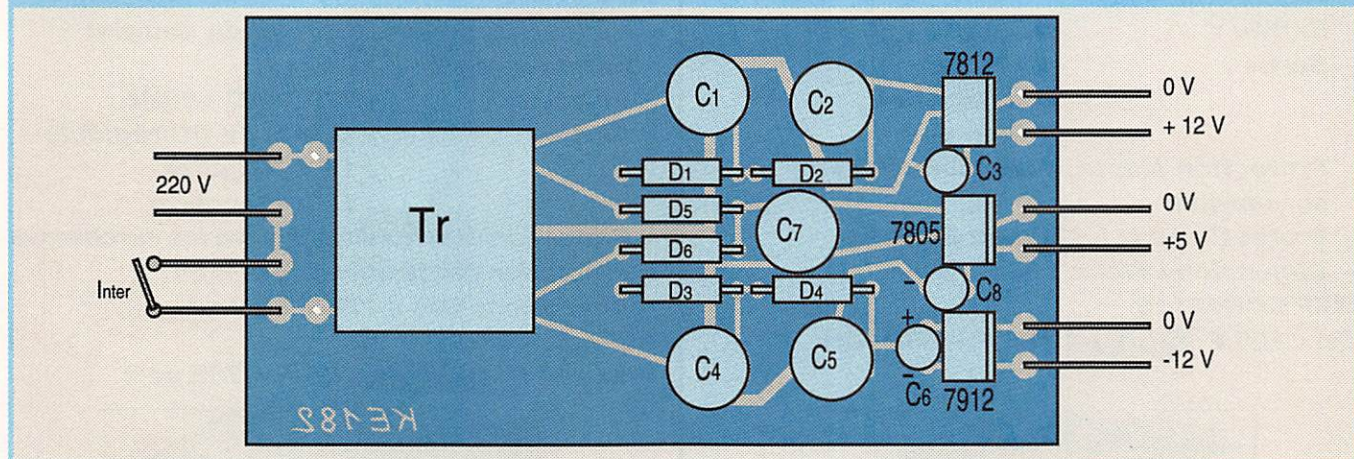 7812
0 V
+ 12 V
C1
C2
C3
D1
D2
220 V
D5
0 V
Tr
C7
7805
+5 V
D6
D3
D4
-
C8
Inter
+
0 V
C4
C5
-
-12 V
C6
7912
KE182